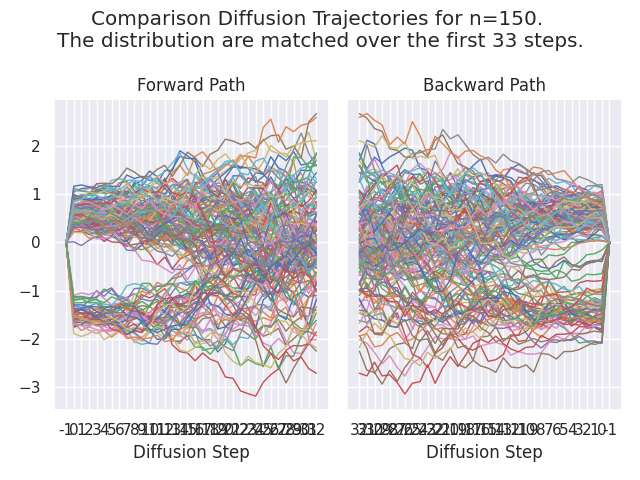 Comparison Diffusion Trajectories for n=150.
The distribution are matched over the first 33 steps.
Forward Path
Backward Path
2
1
0
−1
−2
−3
Diffusion Step
Diffusion Step